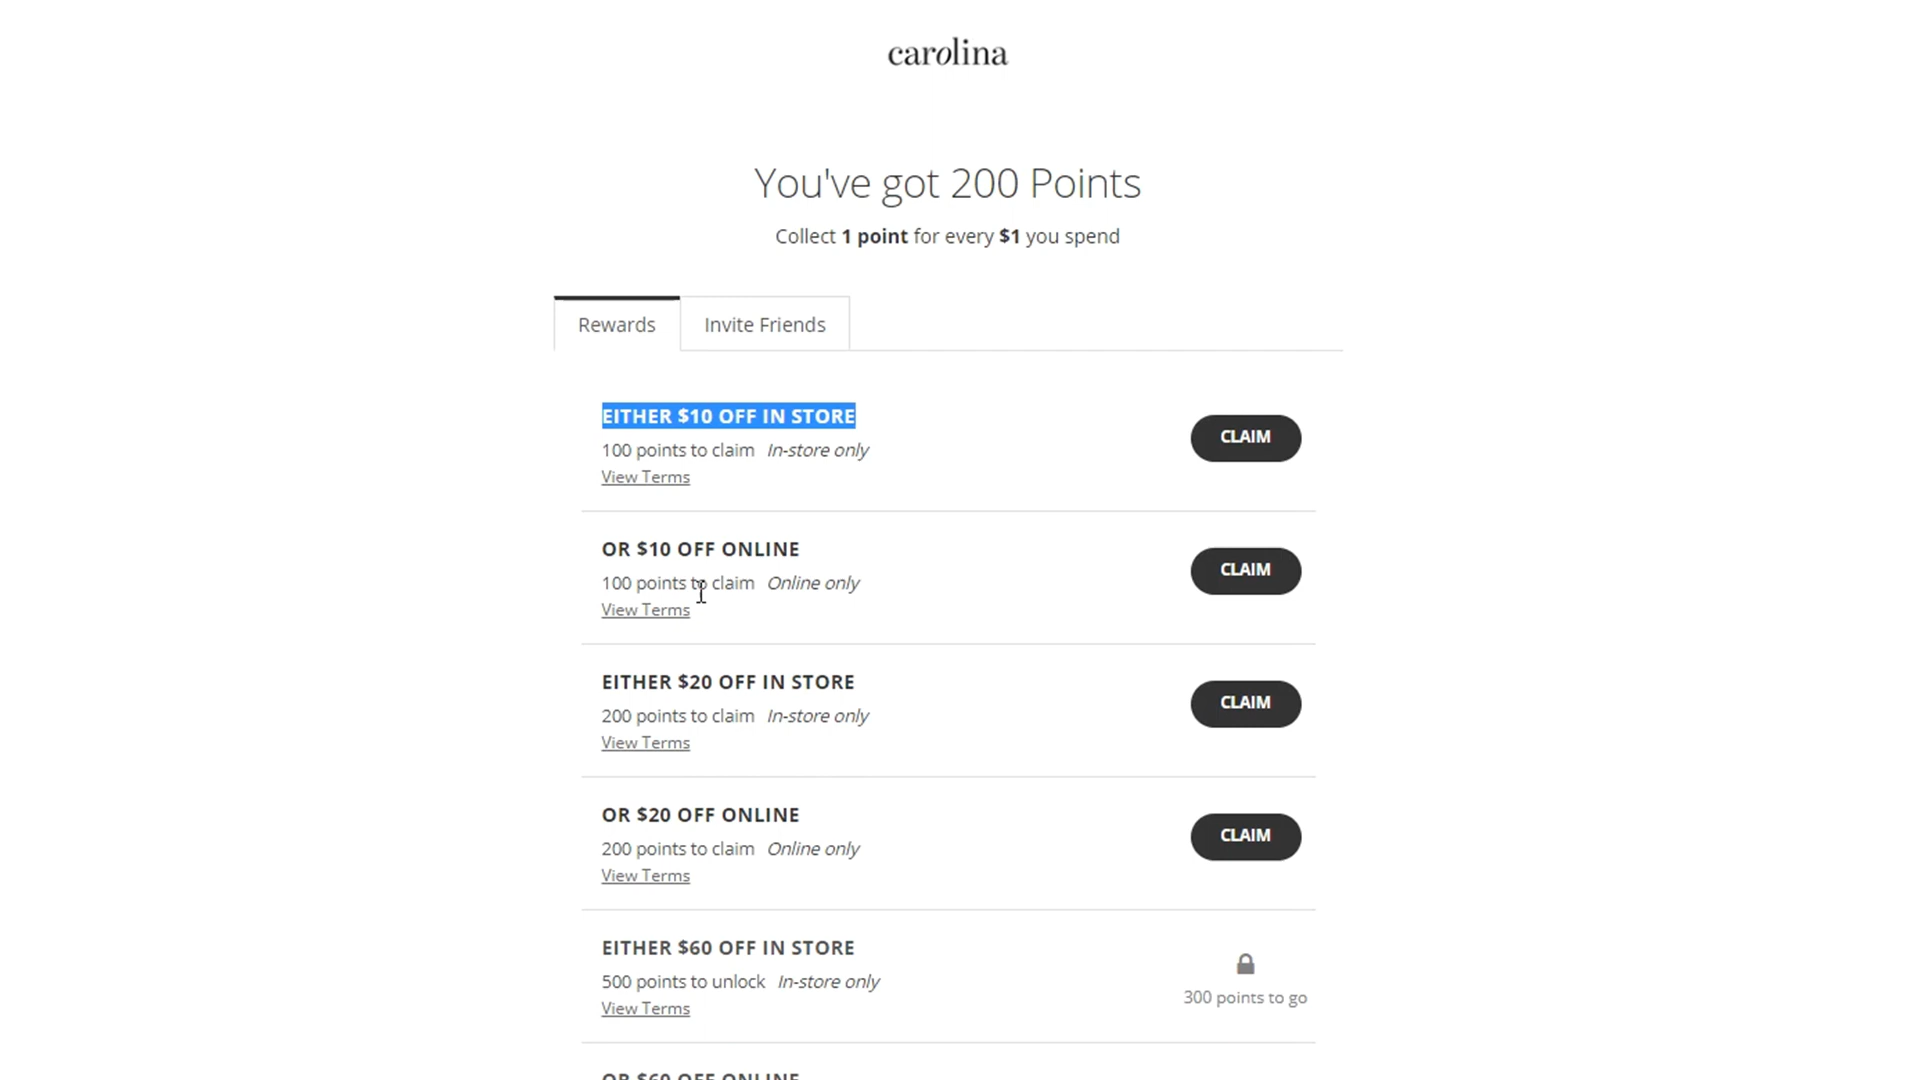 carolina
You've got 200 Points
Collect 1 point for every $1 you spend
Rewards
Invite Friends
EITHER $10 OFF IN STORE
100 points to claim In-store only
View Terms
CLAIM
OR $10 OFF ONLINE
100 points to claim Online only
View Terms
CLAIM
EITHER $20 OFF IN STORE
200 points to claim In-store only
View Terms
CLAIM
OR $20 OFF ONLINE
200 points to claim Online only
View Terms
CLAIM
EITHER $60 OFF IN STORE
500 points to unlock In-store only
View Terms
300 points to go
OR $60 OFF ONLINE